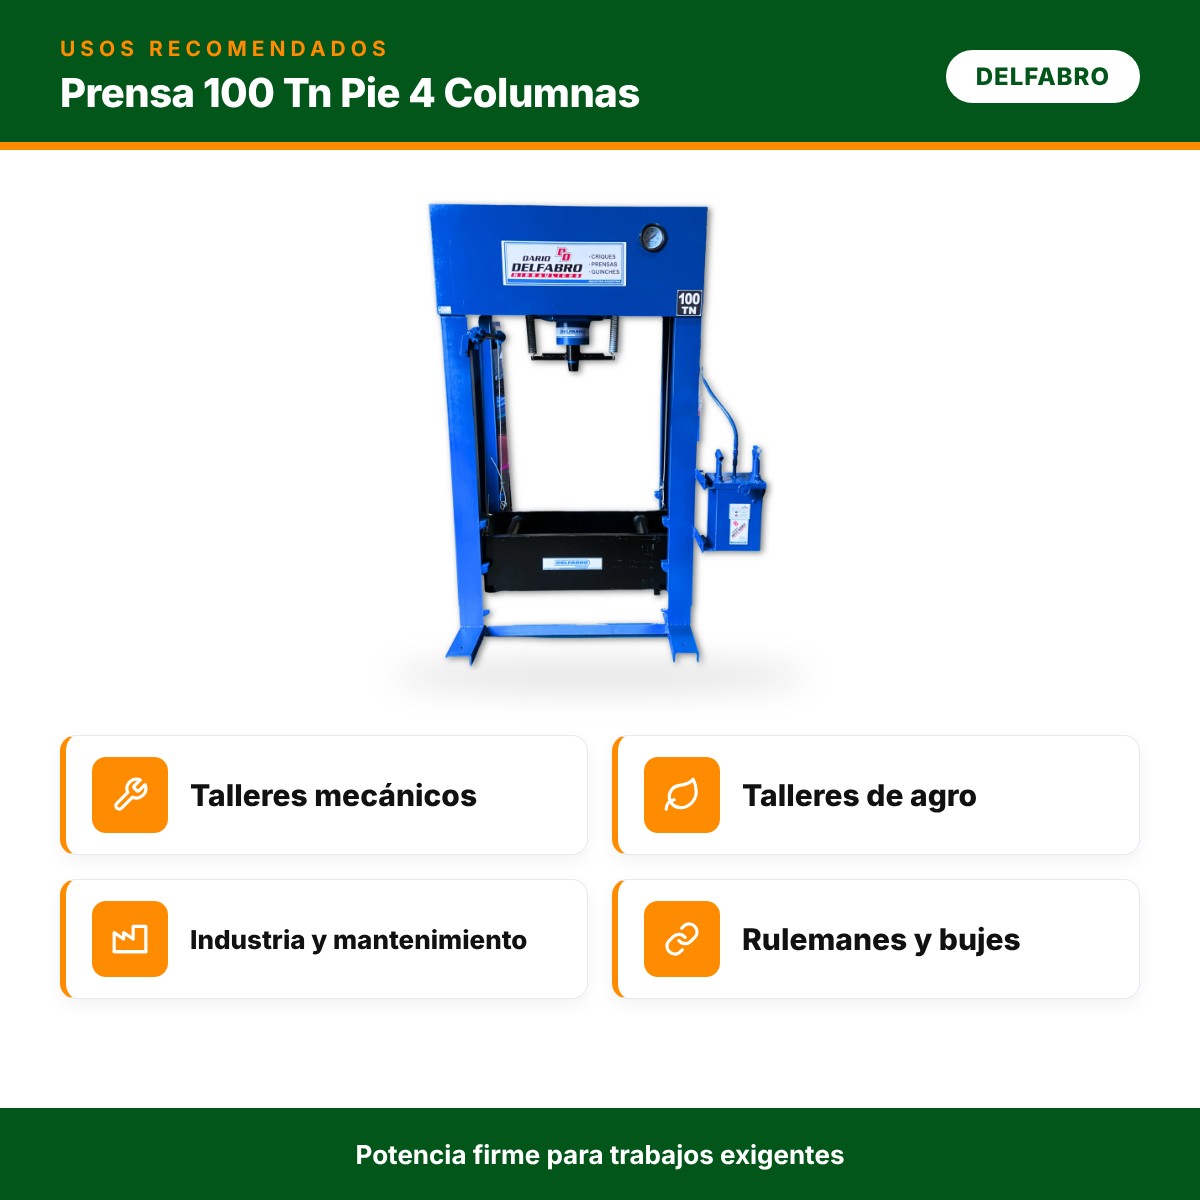 USOS RECOMENDADOS
Prensa 100 Tn Pie 4 Columnas
DELFABRO
DARIO
DELFABRO
HIDRAULICOS
·CRIQUES
·PRENSAS
·GUINCHES
100
TN
DELFABRO
Talleres mecánicos
Talleres de agro
Industria y mantenimiento
Rulemanes y bujes
Potencia firme para trabajos exigentes